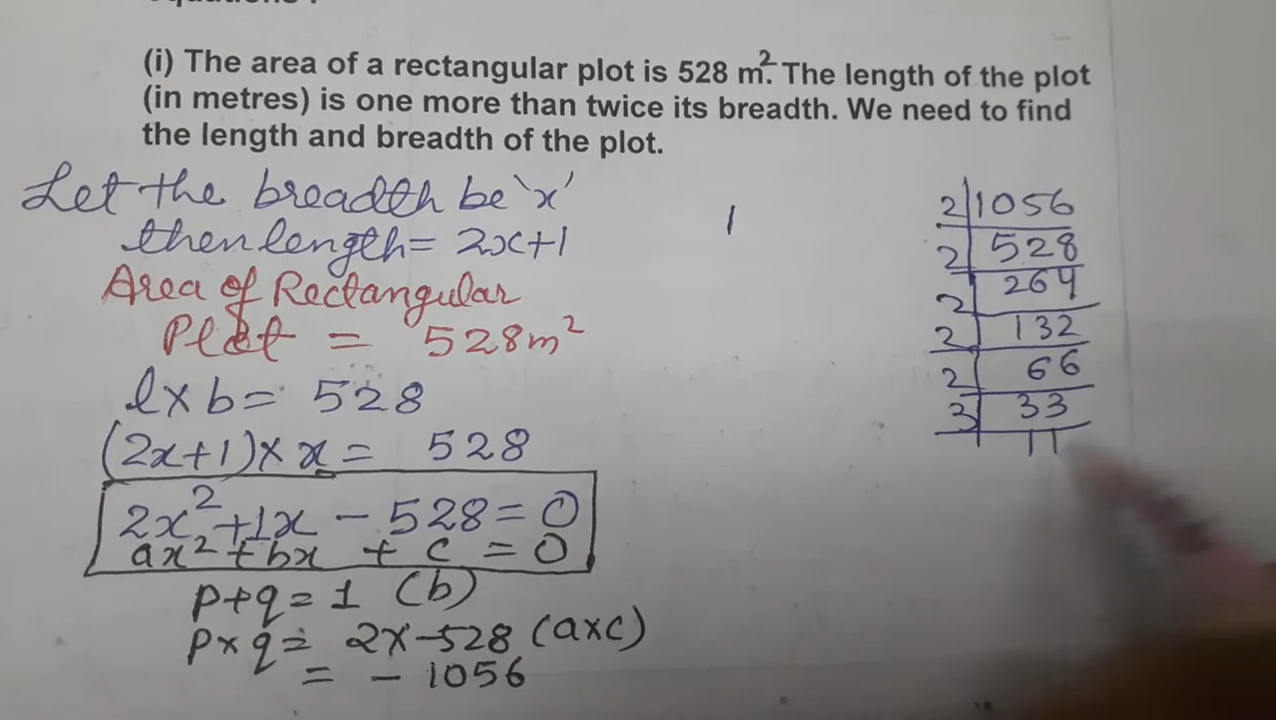 (i) The area of a rectangular plot is 528 m². The length of the plot
(in metres) is one more than twice its breadth. We need to find
the length and breadth of the plot.
Let the breadth be 'x'
then length = 2x+1
Area of Rectangular
Plot = 528m²
l × b = 528
(2x+1) × x = 528
2x² + 1x - 528 = 0
ax² + bx + c = 0
p+q = 1 (b)
p×q = 2×-528 (a×c)
= - 1056
2 1056
2 528
2 264
2 132
2 66
3 33
11